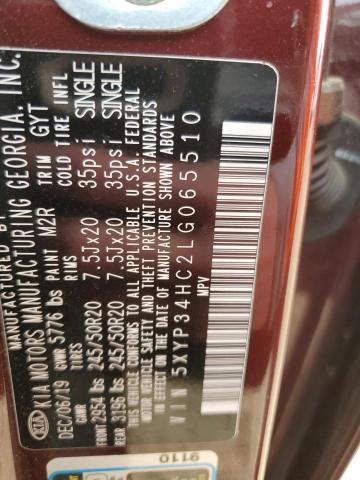 MANUFACTURED BY
KIA KIA MOTORS MANUFACTURING GEORGIA. INC.
DEC/06/19 GVWR 5776 lbs PAINT M2R TRIM GYT
GAWR TIRES RIMS COLD TIRE INFL
FRONT 2954 lbs 245/50R20 7.5Jx20 35psi SINGLE
REAR 3196 lbs 245/50R20 7.5Jx20 35psi SINGLE
THIS VEHICLE CONFORMS TO ALL APPLICABLE U.S.A. FEDERAL
MOTOR VEHICLE SAFETY AND THEFT PREVENTION STANDARDS
IN EFFECT ON THE DATE OF MANUFACTURE SHOWN ABOVE
VIN 5XYP34HC2LG065510
MPV
9110